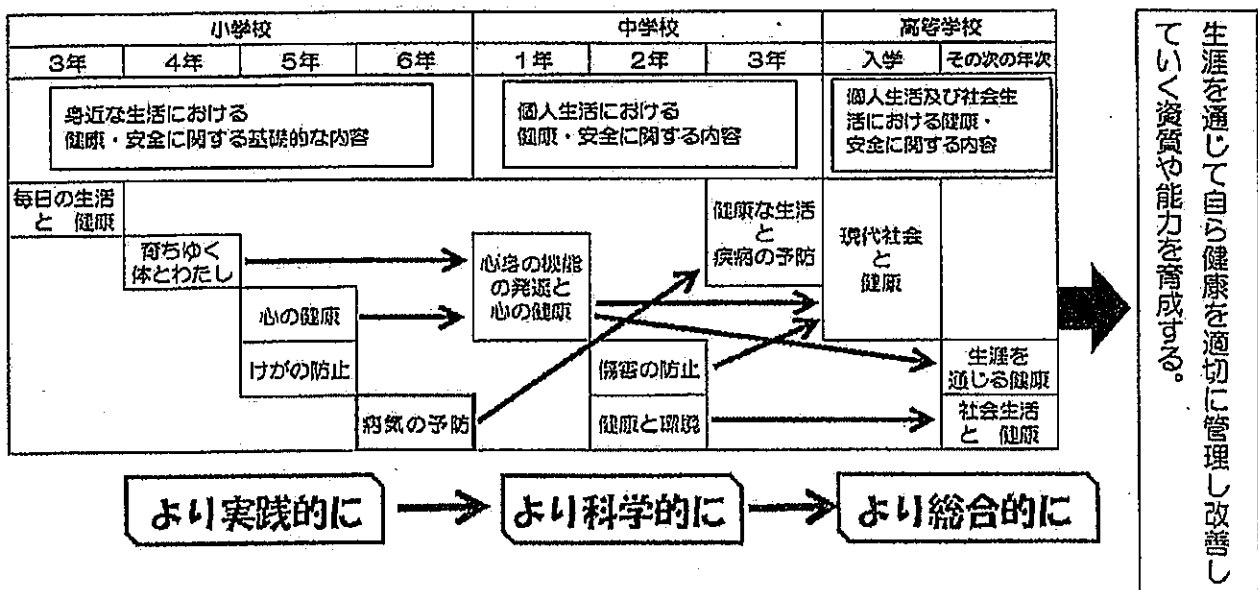 小学校
中学校
高等学校
3年
4年
5年
6年
1年
2年
3年
入学
その次の年次
身近な生活における
健康・安全に関する基礎的な内容
個人生活における
健康・安全に関する内容
個人生活及び社会生
活における健康・
安全に関する内容
毎日の生活
と 健康
育ちゆく
体とわたし
心の健康
けがの防止
病気の予防
心身の機能
の発達と
心の健康
健康な生活
と
疾病の予防
傷害の防止
健康と環境
現代社会
と
健康
生涯を
通じる健康
社会生活
と 健康
より実践的に
より科学的に
より総合的に
生涯を通じて自ら健康を適切に管理し改善し
ていく資質や能力を育成する。